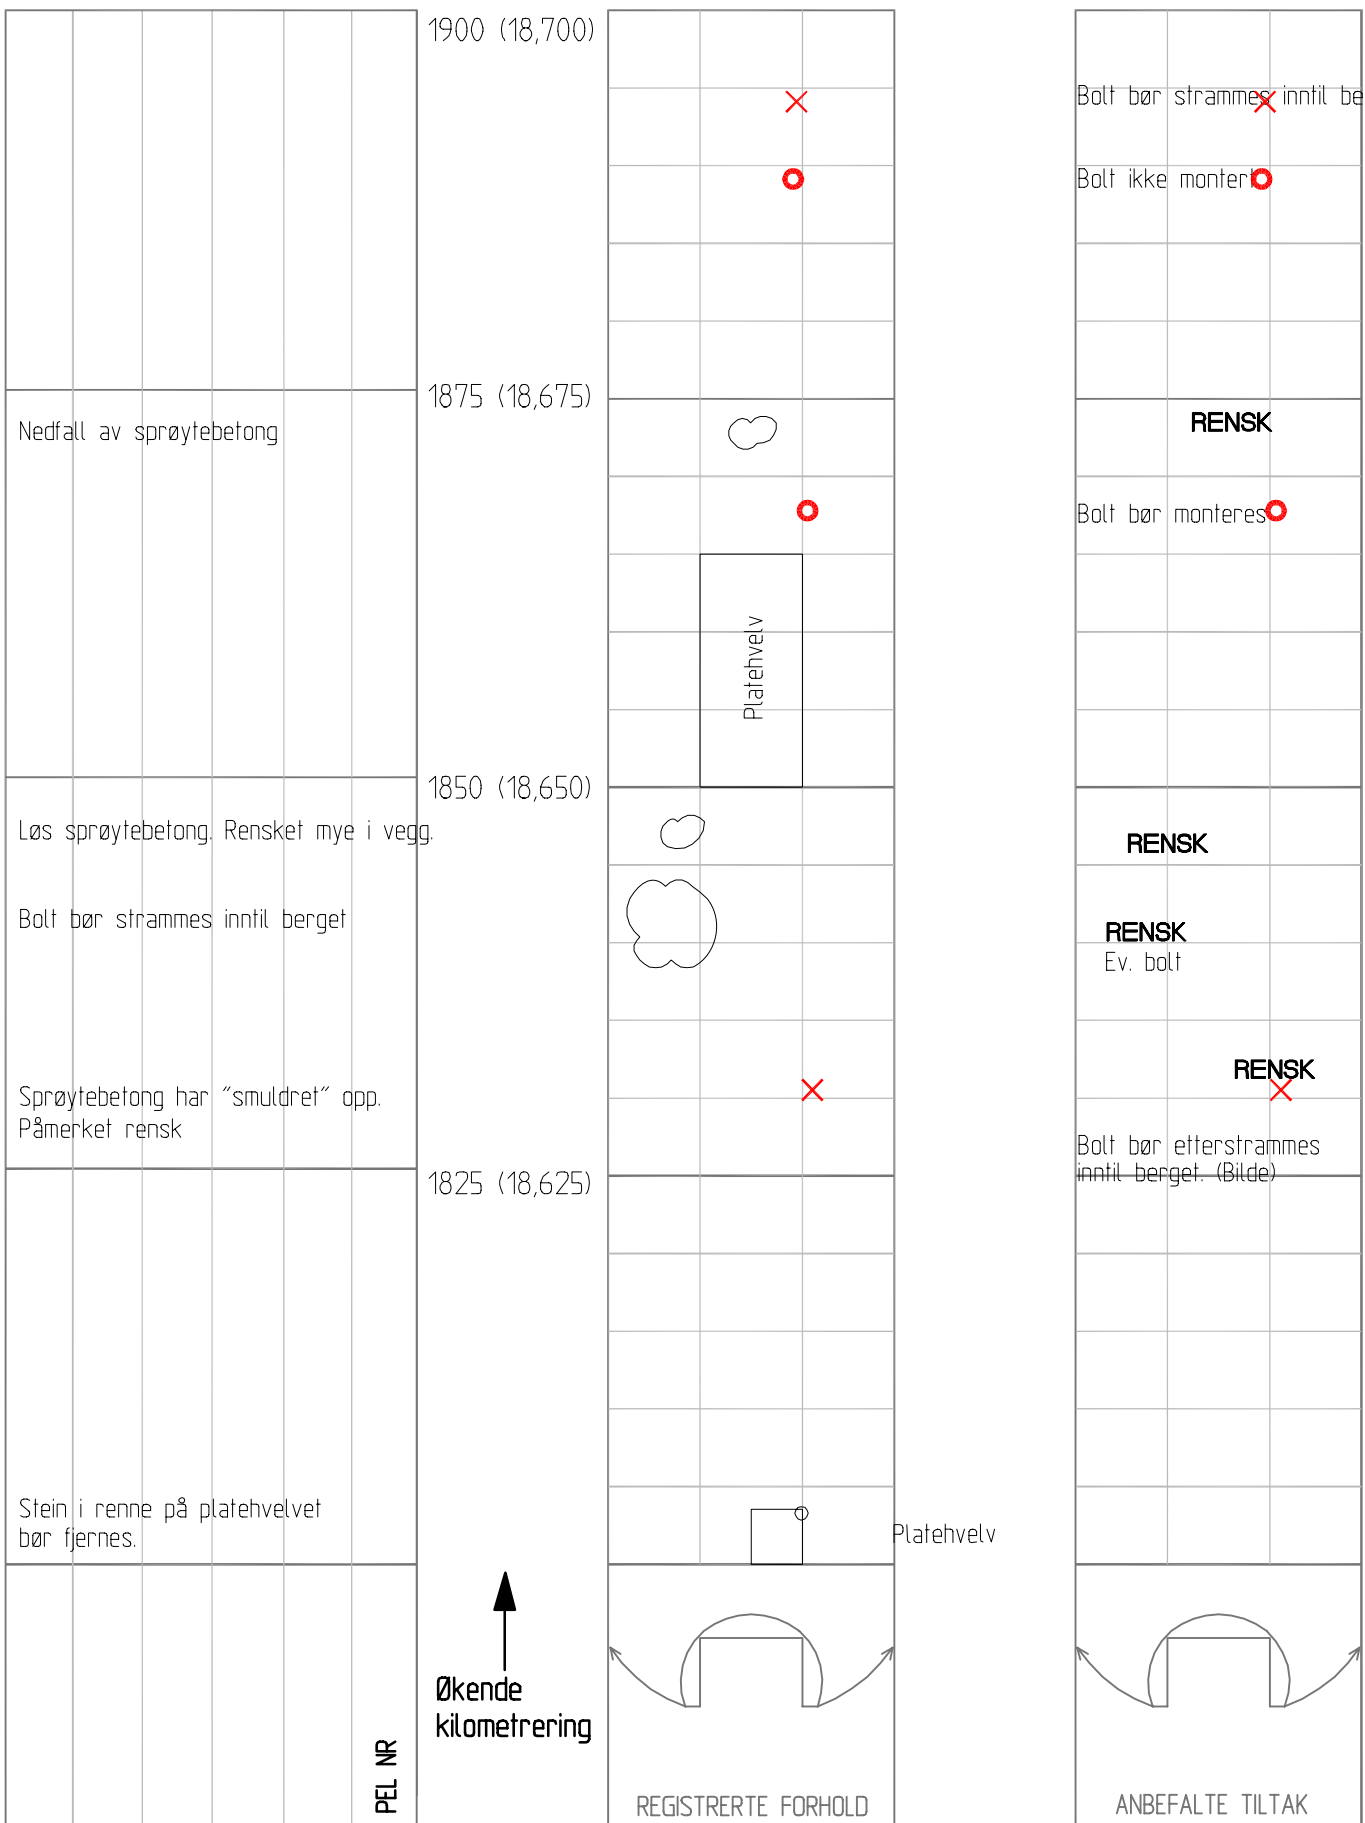 1900 (18,700)
Bolt bør strammes inntil be
Bolt ikke montert
1875 (18,675)
Nedfall av sprøytebetong
RENSK
Bolt bør monteres
Platehvelv
1850 (18,650)
Løs sprøytebetong. Rensket mye i vegg.
RENSK
Bolt bør strammes inntil berget
RENSK
Ev. bolt
RENSK
Sprøytebetong har "smuldret" opp.
Påmerket rensk
Bolt bør etterstrammes
inntil berget. (Bilde)
1825 (18,625)
Stein i renne på platehvelvet
bør fjernes.
Platehvelv
Økende
kilometrering
PEL NR
REGISTRERTE FORHOLD
ANBEFALTE TILTAK